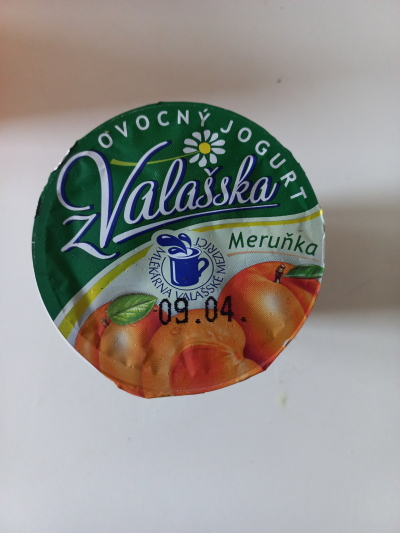 OVOCNÝ JOGURT
z Valašska
Meruňka
MLÉKÁRNA VALAŠSKÉ MEZIŘÍČÍ
09.04.